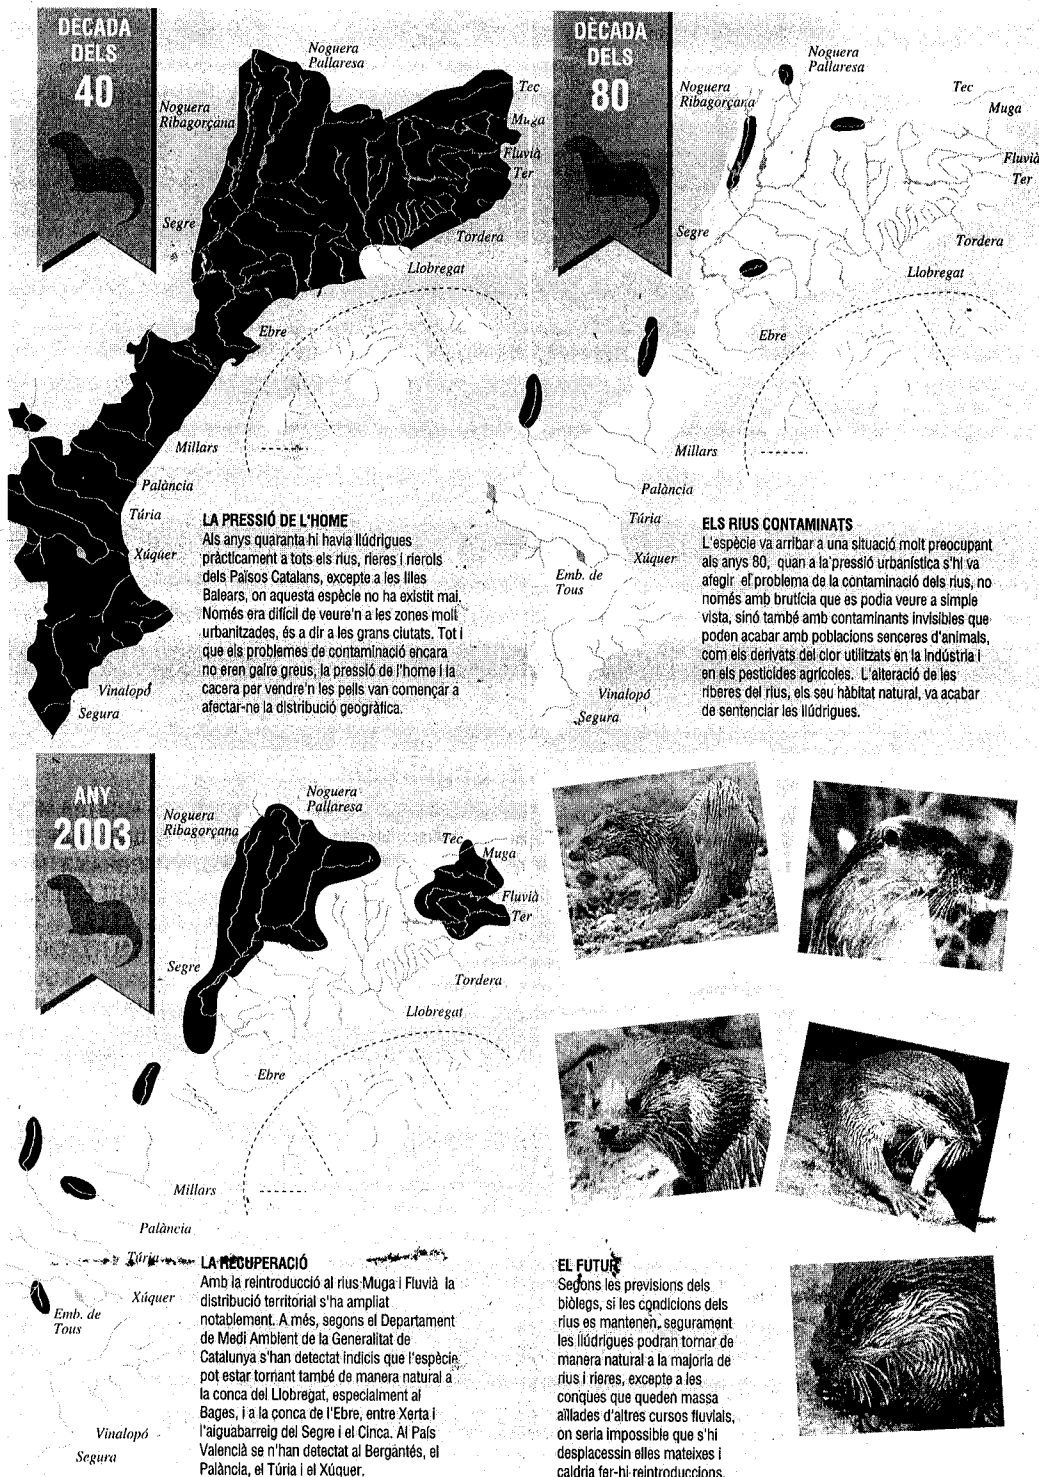 DÈCADA
DELS
40
Noguera
Pallaresa
Noguera
Ribagorçana
Tec
Muga
Fluvià
Ter
Segre
Tordera
Llobregat
Ebre
Millars
Palància
Túria
Xúquer
Vinalopó
Segura
LA PRESSIÓ DE L'HOME
Als anys quaranta hi havia llúdrigues
pràcticament a tots els rius, rieres i rierols
dels Països Catalans, excepte a les Illes
Balears, on aquesta espècie no ha existit mai.
Només era difícil de veure'n a les zones molt
urbanitzades, és a dir a les grans ciutats. Tot i
que els problemes de contaminació encara
no eren gaire greus, la pressió de l'home i la
cacera per vendre'n les pells van començar a
afectar-ne la distribució geogràfica.
DÈCADA
DELS
80
Noguera
Pallaresa
Noguera
Ribagorçana
Tec
Muga
Fluvià
Ter
Segre
Tordera
Llobregat
Ebre
Millars
Palància
Túria
Xúquer
Emb. de
Tous
Vinalopó
Segura
ELS RIUS CONTAMINATS
L'espècie va arribar a una situació molt preocupant
als anys 80, quan a la pressió urbanística s'hi va
afegir el problema de la contaminació dels rius, no
només amb brutícia que es podia veure a simple
vista, sinó també amb contaminants invisibles que
poden acabar amb poblacions senceres d'animals,
com els derivats del clor utilitzats en la indústria i
en els pesticides agrícoles. L'alteració de les
riberes del rius, els seu hàbitat natural, va acabar
de sentenciar les llúdrigues.
ANY
2003
Noguera
Pallaresa
Noguera
Ribagorçana
Tec
Muga
Fluvià
Ter
Segre
Tordera
Llobregat
Ebre
Millars
Palància
Túria
Xúquer
Emb. de
Tous
Vinalopó
Segura
LA RECUPERACIÓ
Amb la reintroducció al rius Muga i Fluvià la
distribució territorial s'ha ampliat
notablement. A més, segons el Departament
de Medi Ambient de la Generalitat de
Catalunya s'han detectat indicis que l'espècie
pot estar tornant també de manera natural a
la conca del Llobregat, especialment al
Bages, i a la conca de l'Ebre, entre Xerta i
l'aiguabarreig del Segre i el Cinca. Al País
Valencià se n'han detectat al Bergantés, el
Palància, el Túria i el Xúquer.
EL FUTUR
Segons les previsions dels
biòlegs, si les condicions dels
rius es mantenen, segurament
les llúdrigues podran tornar de
manera natural a la majoria de
rius i rieres, excepte a les
conques que queden massa
aïllades d'altres cursos fluvials,
on seria impossible que s'hi
desplacessin elles mateixes i
caldria fer-hi reintroduccions.